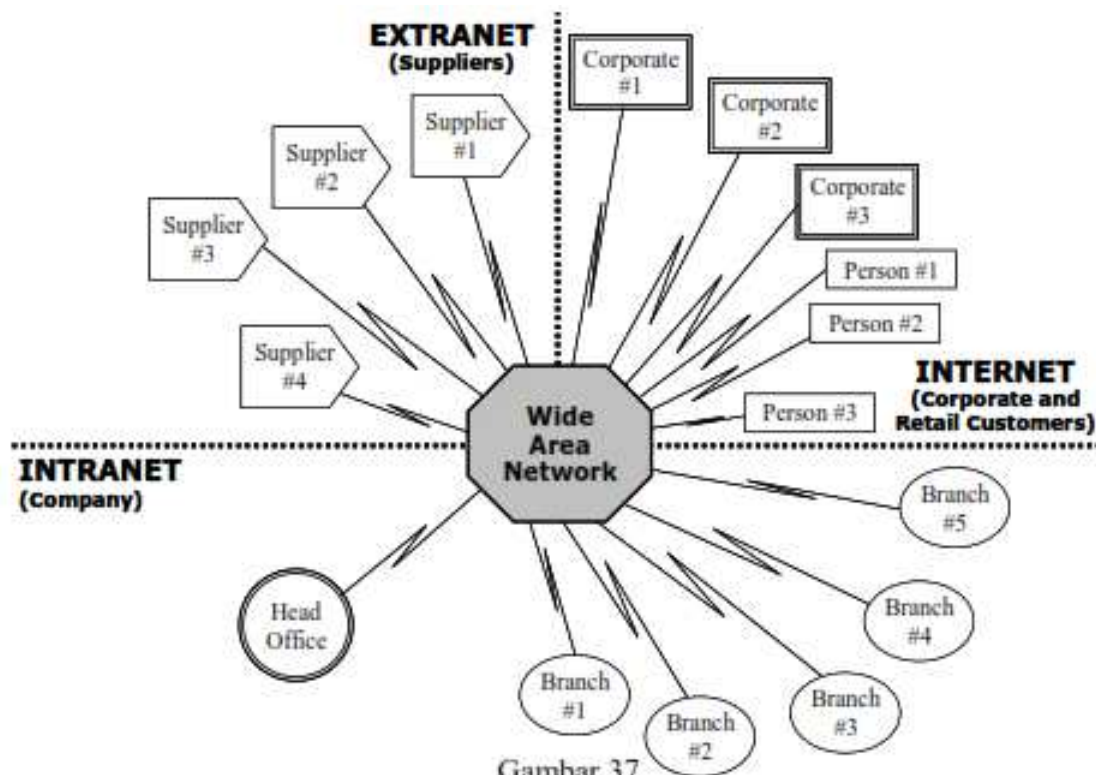 EXTRANET
(Suppliers)
Corporate
#1
Corporate
#2
Corporate
#3
Supplier
#1
Supplier
#2
Supplier
#3
Supplier
#4
Person #1
Person #2
Person #3
INTERNET
(Corporate and
Retail Customers)
Wide
Area
Network
INTRANET
(Company)
Head
Office
Branch
#1
Branch
#2
Branch
#3
Branch
#4
Branch
#5
Gambar 37